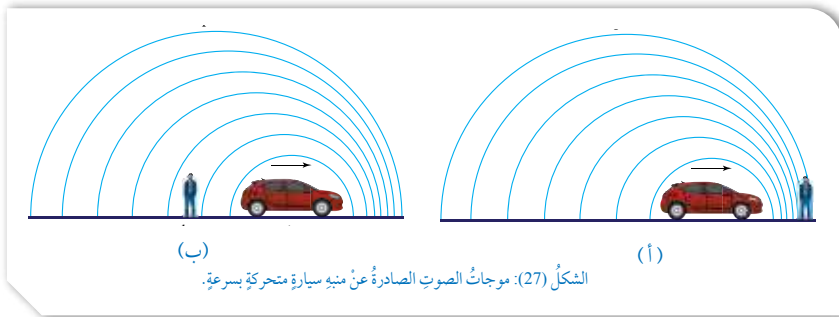 (أ)
(ب)
الشكلُ (27): موجاتُ الصوتِ الصادرةُ عنْ منبهِ سيارةٍ متحركةٍ بسرعةٍ.